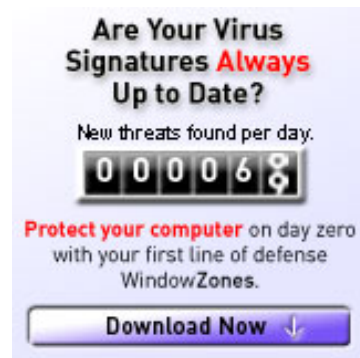 Are Your Virus
Signatures Always
Up to Date?
New threats found per day.
00006
Protect your computer on day zero
with your first line of defense
WindowZones.
Download Now